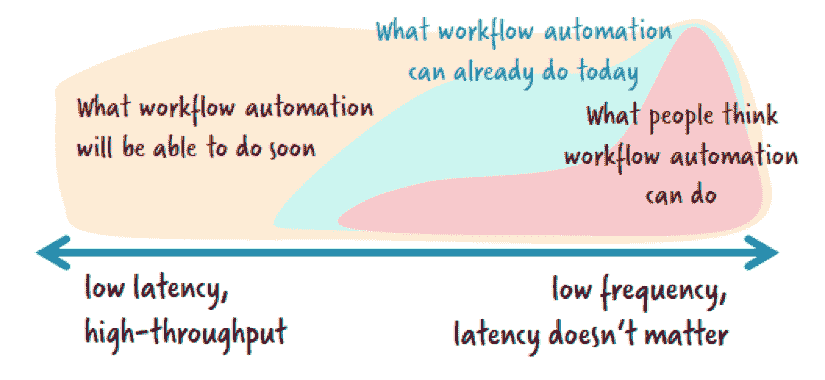 What workflow automation
can already do today
What workflow automation
will be able to do soon
What people think
workflow automation
can do
low latency,
high-throughput
low frequency,
latency doesn't matter